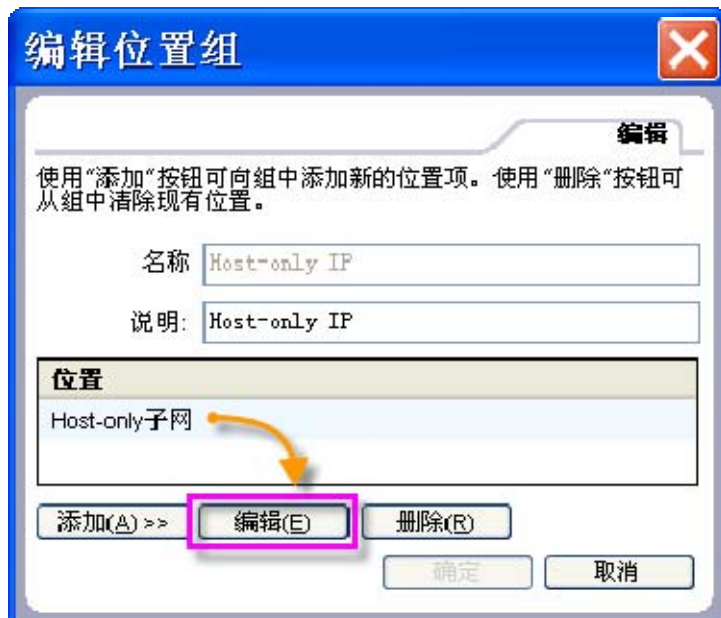 编辑位置组
编辑
使用“添加”按钮可向组中添加新的位置项。使用“删除”按钮可
从组中清除现有位置。
名称 Host-only IP
说明: Host-only IP
位置
Host-only子网
添加(A) >> 编辑(E) 删除(R)
确定 取消